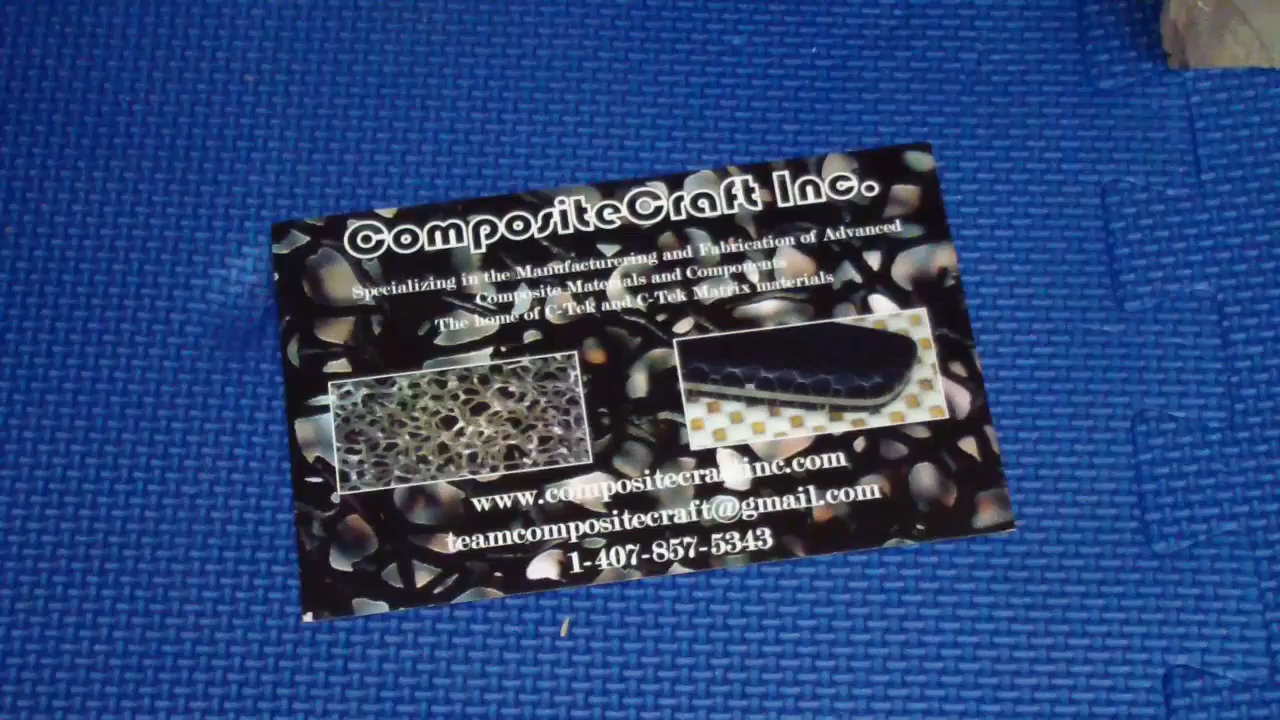 CompositeCraft Inc.
Specializing in the Manufacturering and Fabrication of Advanced
Composite Materials and Components
The home of C-Tek and C-Tek Matrix materials
www.compositecraftinc.com
teamcompositecraft@gmail.com
1-407-857-5343